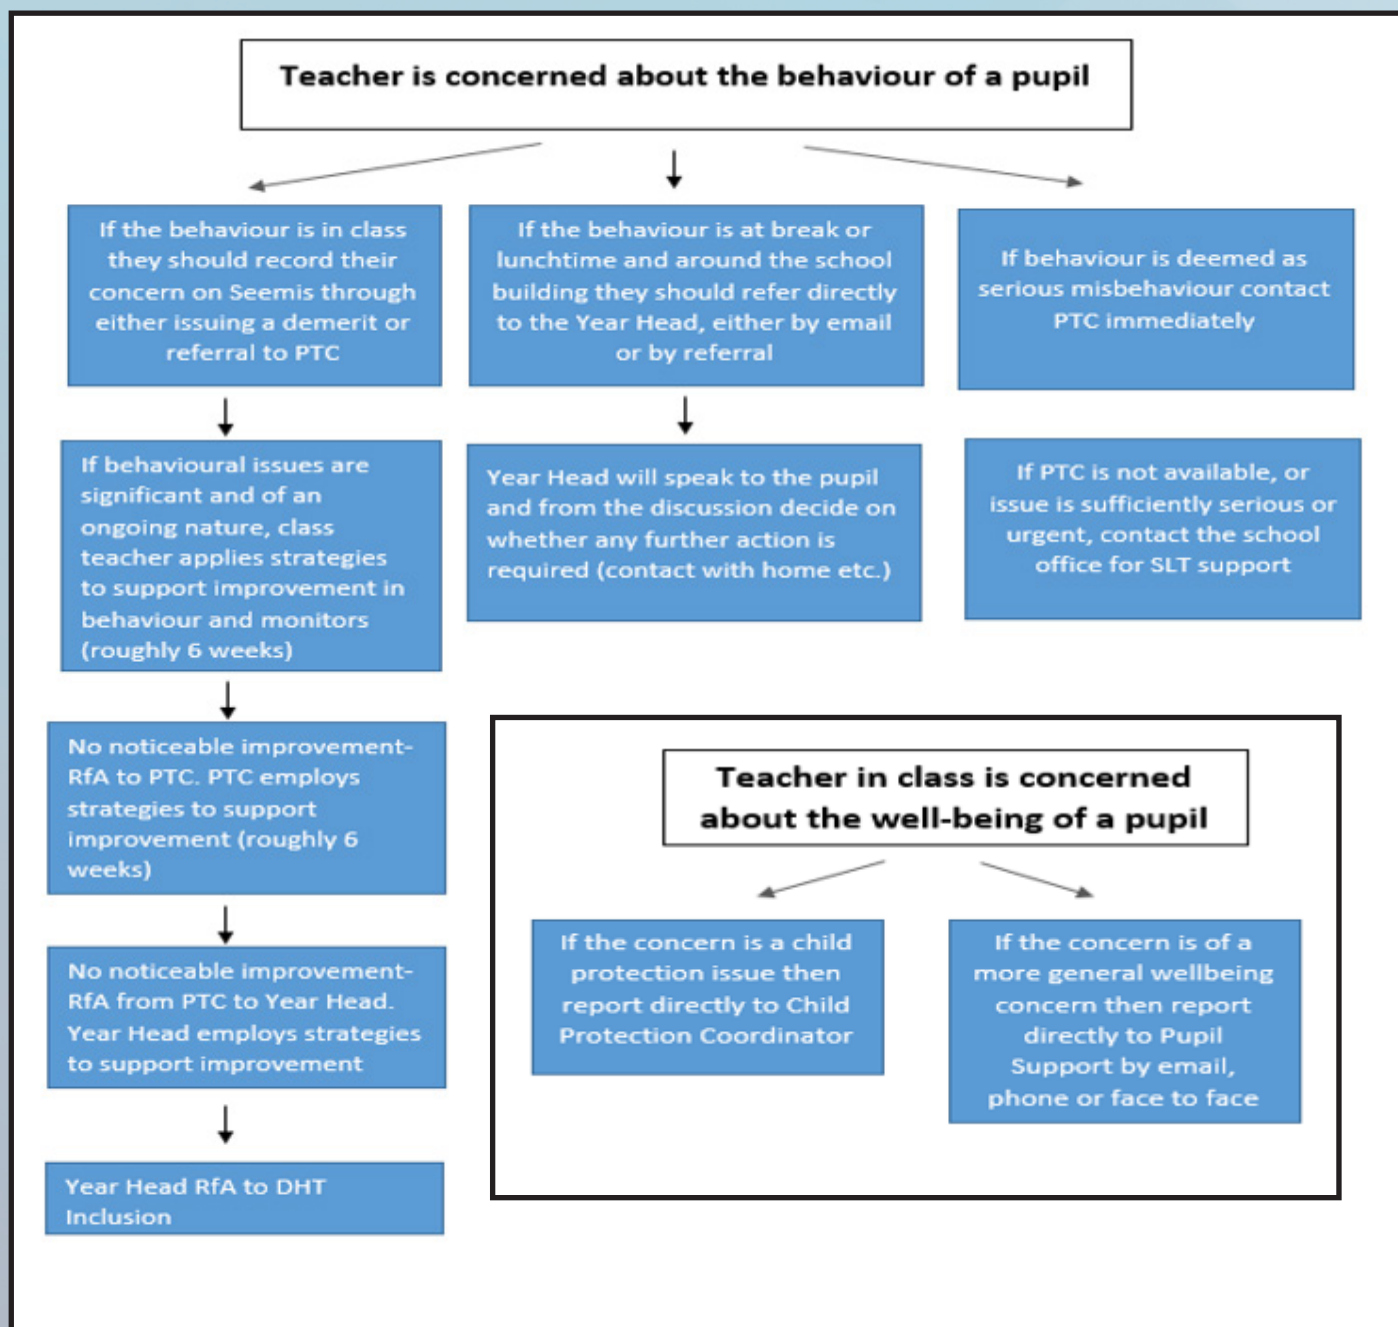 Teacher is concerned about the behaviour of a pupil
If the behaviour is in class
they should record their
concern on Seemis through
either issuing a demerit or
referral to PTC
If behavioural issues are
significant and of an
ongoing nature, class
teacher applies strategies
to support improvement in
behaviour and monitors
(roughly 6 weeks)
No noticeable improvement-
RfA to PTC. PTC employs
strategies to support
improvement (roughly 6
weeks)
No noticeable improvement-
RfA from PTC to Year Head.
Year Head employs strategies
to support improvement
Year Head RfA to DHT
Inclusion
If the behaviour is at break or
lunchtime and around the school
building they should refer directly
to the Year Head, either by email
or by referral
Year Head will speak to the pupil
and from the discussion decide on
whether any further action is
required (contact with home etc.)
If behaviour is deemed as
serious misbehaviour contact
PTC immediately
If PTC is not available, or
issue is sufficiently serious or
urgent, contact the school
office for SLT support
Teacher in class is concerned
about the well-being of a pupil
If the concern is a child
protection issue then
report directly to Child
Protection Coordinator
If the concern is of a
more general wellbeing
concern then report
directly to Pupil
Support by email,
phone or face to face